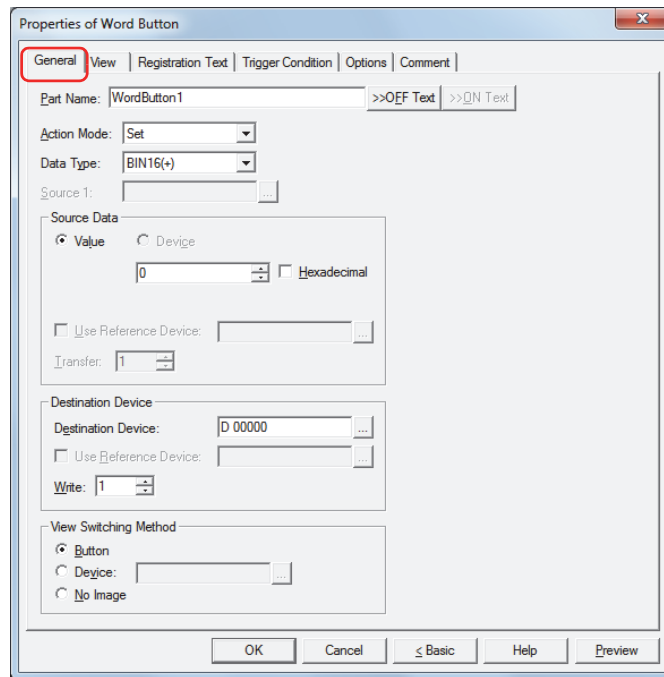 Properties of Word Button
General View Registration Text Trigger Condition Options Comment
Part Name: WordButton1 >>OFF Text >>ON Text
Action Mode: Set
Data Type: BIN16(+)
Source 1: ...
Source Data
Value Device
0 Hexadecimal
Use Reference Device: ...
Transfer: 1
Destination Device
Destination Device: D 00000 ...
Use Reference Device: ...
Write: 1
View Switching Method
Button
Device: ...
No Image
OK Cancel < Basic Help Preview